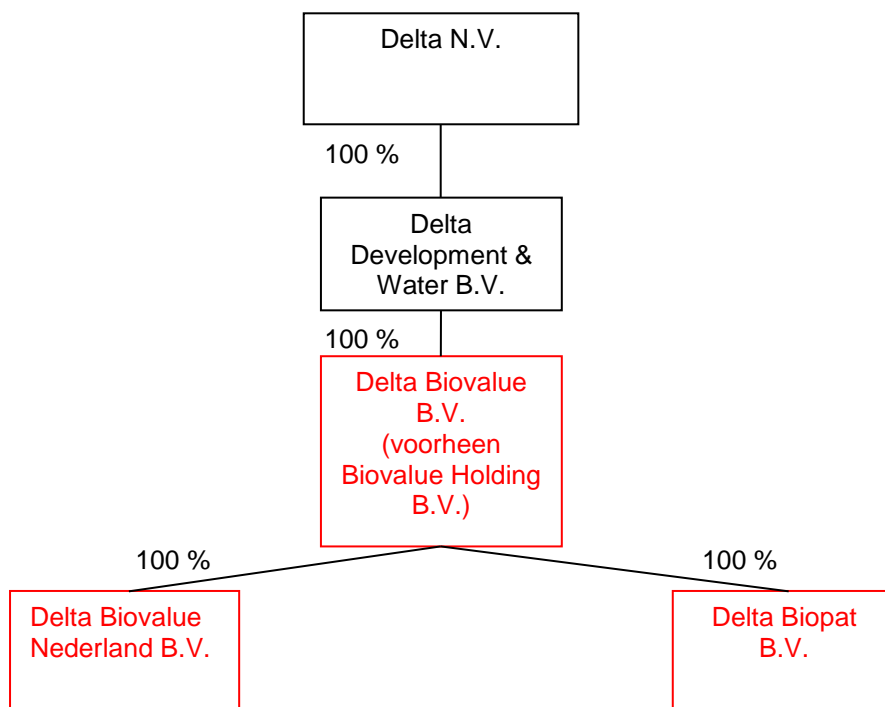 Delta N.V.
100 %
Delta
Development &
Water B.V.
100 %
Delta Biovalue
B.V.
(voorheen
Biovalue Holding
B.V.)
100 %
100 %
Delta Biovalue
Nederland B.V.
Delta Biopat
B.V.